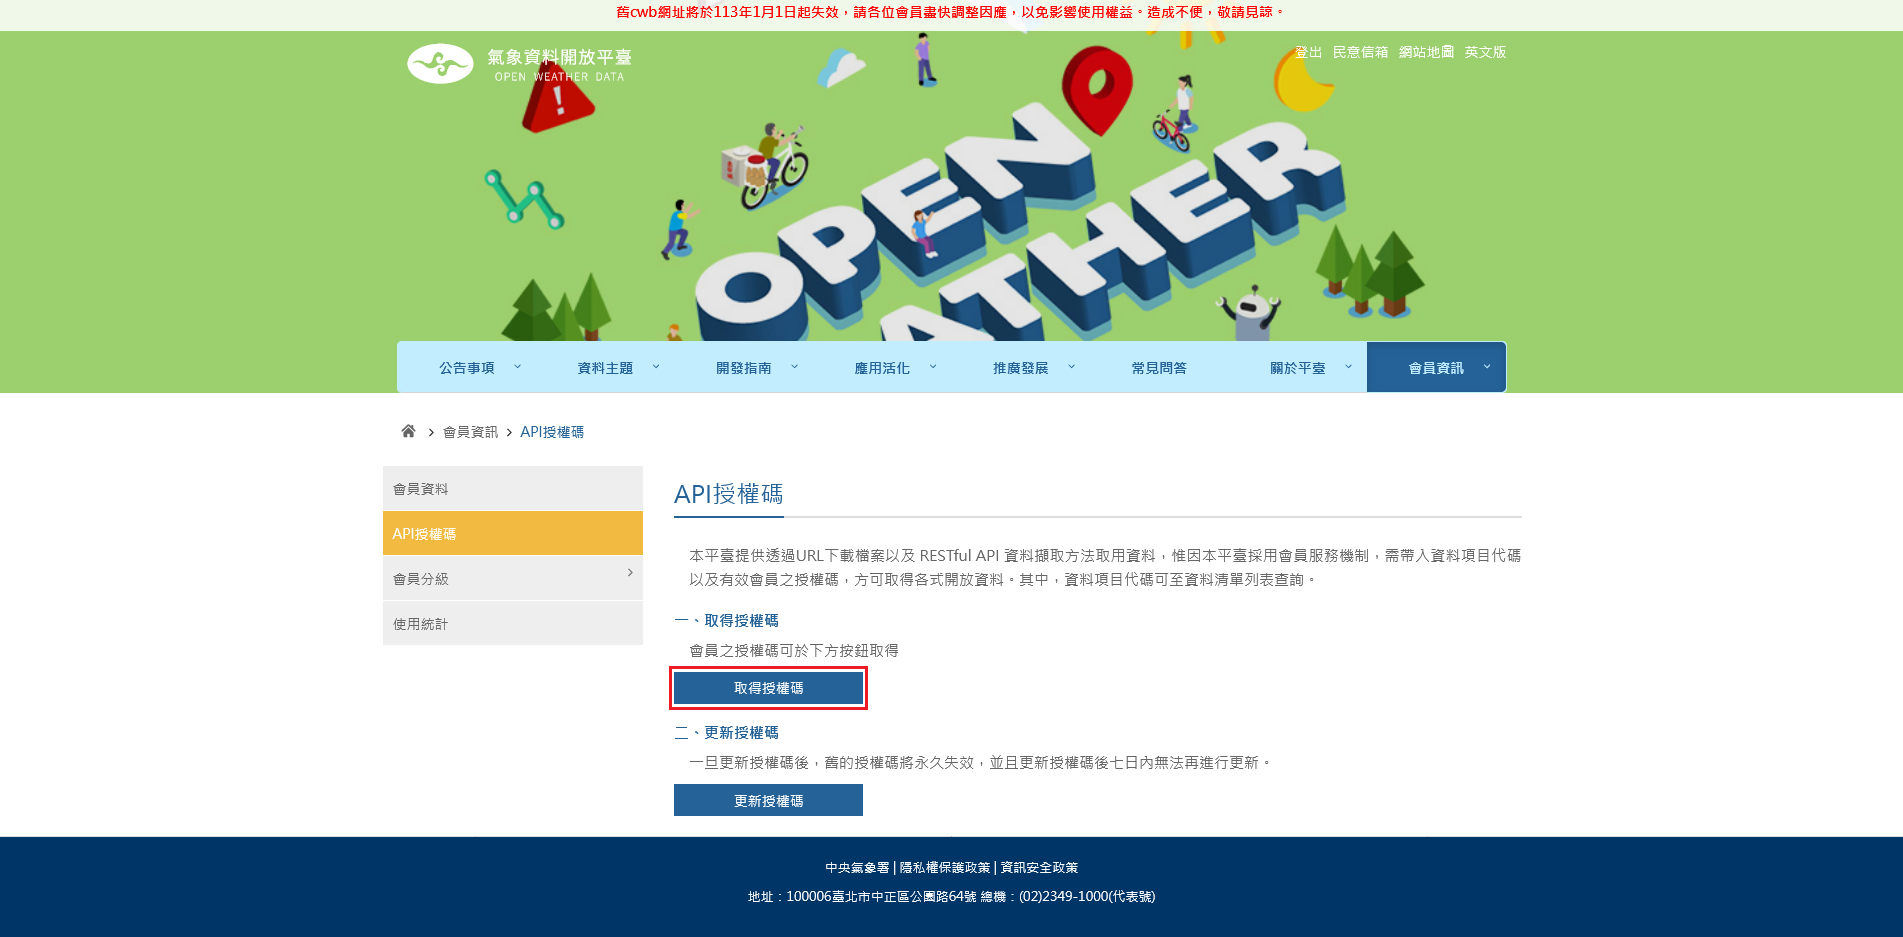 舊cwb網址將於113年1月1日起失效，請各位會員盡快調整因應，以免影響使用權益。造成不便，敬請見諒。
氣象資料開放平臺
OPEN WEATHER DATA
登出 民意信箱 網站地圖 英文版
OPEN
ATHER
公告事項 資料主題 開發指南 應用活化 推廣發展 常見問答 關於平臺 會員資訊
會員資訊 > API授權碼
會員資料
API授權碼
會員分級
使用統計
API授權碼
本平臺提供透過URL下載檔案以及 RESTful API 資料擷取方法取用資料，惟因本平臺採用會員服務機制，需帶入資料項目代碼
以及有效會員之授權碼，方可取得各式開放資料。其中，資料項目代碼可至資料清單列表查詢。
一、取得授權碼
會員之授權碼可於下方按鈕取得
取得授權碼
二、更新授權碼
一旦更新授權碼後，舊的授權碼將永久失效，並且更新授權碼後七日內無法再進行更新。
更新授權碼
中央氣象署 | 隱私權保護政策 | 資訊安全政策
地址：100006臺北市中正區公園路64號 總機：(02)2349-1000(代表號)